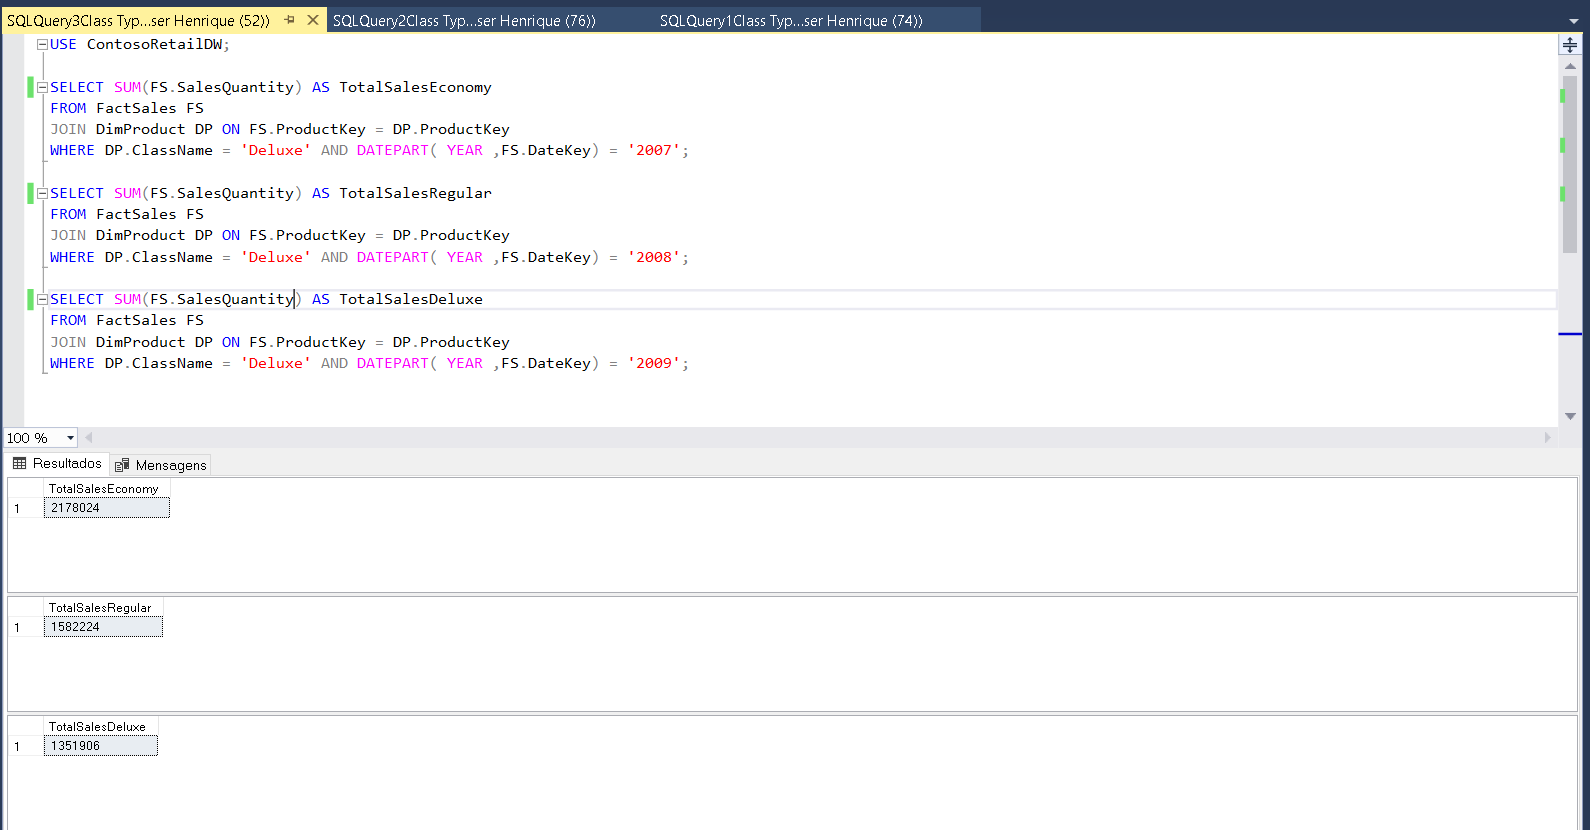 SQLQuery3Class Typ...ser Henrique (52)) SQLQuery2Class Typ...ser Henrique (76)) SQLQuery1Class Typ...ser Henrique (74))
USE ContosoRetailDW;
SELECT SUM(FS.SalesQuantity) AS TotalSalesEconomy
FROM FactSales FS
JOIN DimProduct DP ON FS.ProductKey = DP.ProductKey
WHERE DP.ClassName = 'Deluxe' AND DATEPART( YEAR ,FS.DateKey) = '2007';
SELECT SUM(FS.SalesQuantity) AS TotalSalesRegular
FROM FactSales FS
JOIN DimProduct DP ON FS.ProductKey = DP.ProductKey
WHERE DP.ClassName = 'Deluxe' AND DATEPART( YEAR ,FS.DateKey) = '2008';
SELECT SUM(FS.SalesQuantity) AS TotalSalesDeluxe
FROM FactSales FS
JOIN DimProduct DP ON FS.ProductKey = DP.ProductKey
WHERE DP.ClassName = 'Deluxe' AND DATEPART( YEAR ,FS.DateKey) = '2009';
100 %
Resultados Mensagens
TotalSalesEconomy
1 2178024
TotalSalesRegular
1 1582224
TotalSalesDeluxe
1 1351906